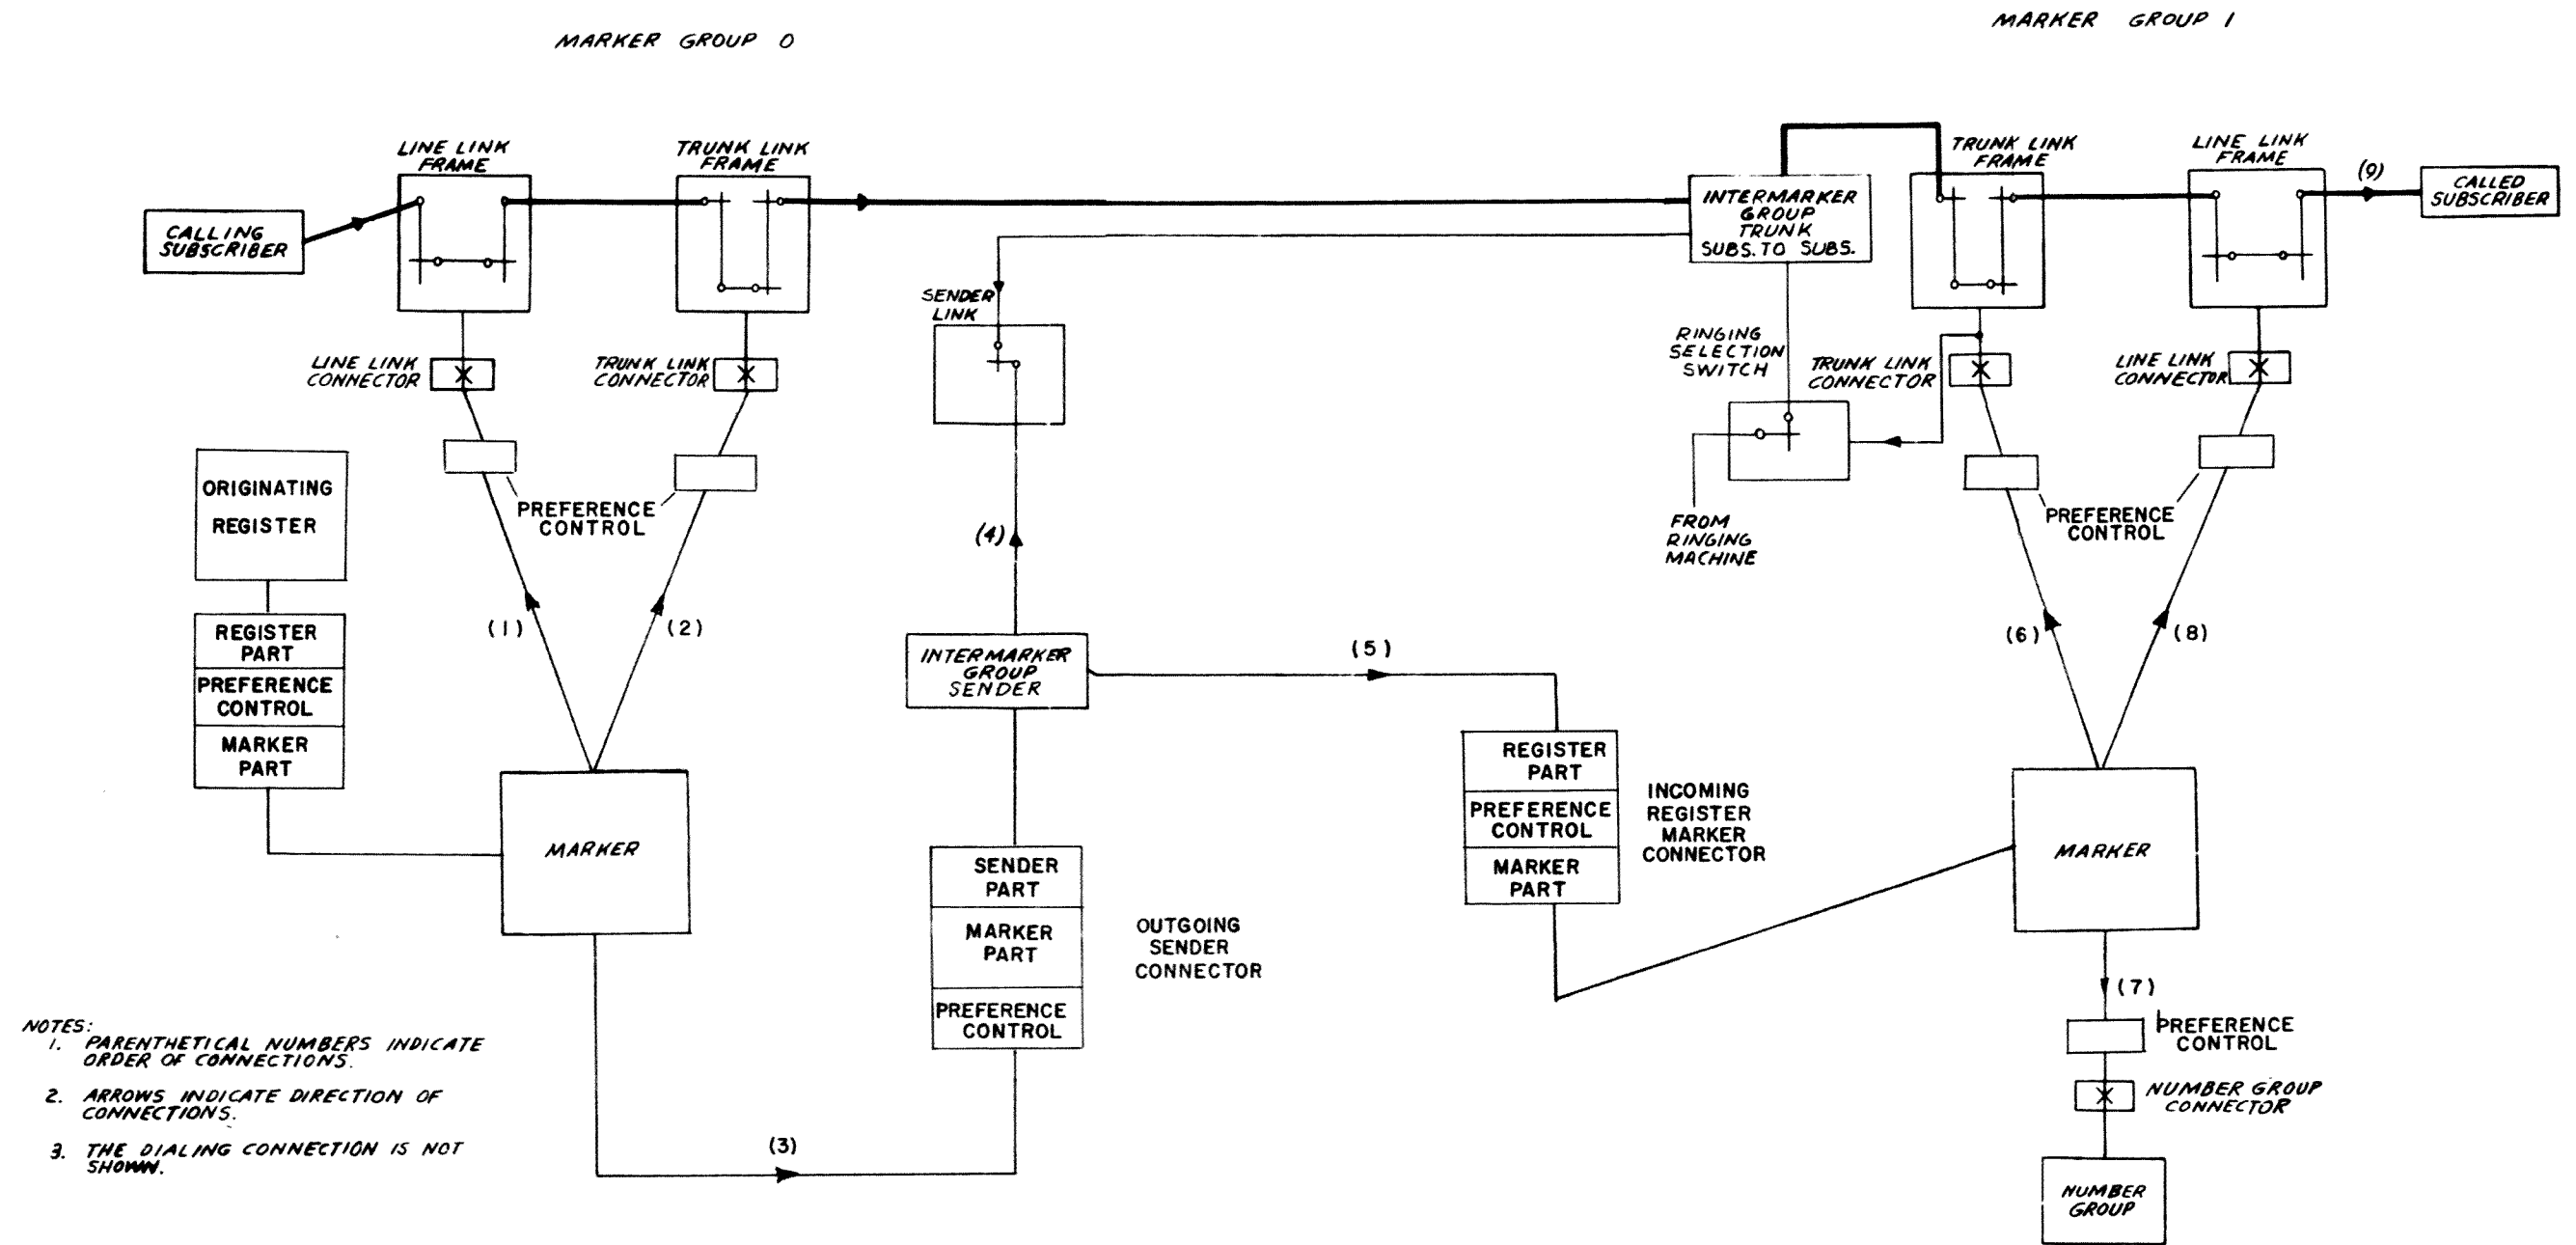 MARKER GROUP 0
MARKER GROUP 1
LINE LINK
FRAME
TRUNK LINK
FRAME
TRUNK LINK
FRAME
LINE LINK
FRAME
CALLING
SUBSCRIBER
INTERMARKER
GROUP
TRUNK
SUBS. TO SUBS.
(9)
CALLED
SUBSCRIBER
SENDER
LINK
LINE LINK
CONNECTOR
TRUNK LINK
CONNECTOR
RINGING
SELECTION
SWITCH
TRUNK LINK
CONNECTOR
LINE LINK
CONNECTOR
ORIGINATING
REGISTER
PREFERENCE
CONTROL
(4)
FROM
RINGING
MACHINE
PREFERENCE
CONTROL
(1)
(2)
(5)
(6)
(8)
REGISTER
PART
PREFERENCE
CONTROL
MARKER
PART
INTERMARKER
GROUP
SENDER
REGISTER
PART
PREFERENCE
CONTROL
MARKER
PART
INCOMING
REGISTER
MARKER
CONNECTOR
MARKER
MARKER
SENDER
PART
MARKER
PART
PREFERENCE
CONTROL
OUTGOING
SENDER
CONNECTOR
(7)
PREFERENCE
CONTROL
NUMBER GROUP
CONNECTOR
NUMBER
GROUP
(3)
NOTES:
1. PARENTHETICAL NUMBERS INDICATE
ORDER OF CONNECTIONS.
2. ARROWS INDICATE DIRECTION OF
CONNECTIONS.
3. THE DIALING CONNECTION IS NOT
SHOWN.